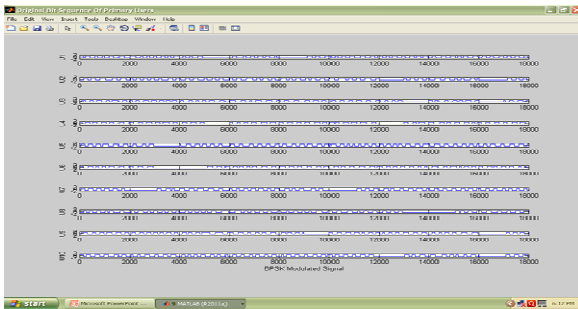 Original Bit Sequence Of Primary Users
File Edit View Insert Tools Desktop Window Help
0 2000 4000 6000 8000 10000 12000 14000 16000 18000
U2
0 2000 4000 6000 8000 10000 12000 14000 16000 18000
0 2000 4000 6000 8000 10000 12000 14000 16000 18000
0 2000 4000 6000 8000 10000 12000 14000 16000 18000
0 2000 4000 6000 8000 10000 12000 14000 16000 18000
0 2000 4000 6000 8000 10000 12000 14000 16000 18000
0 2000 4000 6000 8000 10000 12000 14000 16000 18000
0 2000 4000 6000 8000 10000 12000 14000 16000 18000
0 2000 4000 6000 8000 10000 12000 14000 16000 18000
0 2000 4000 6000 8000 10000 12000 14000 16000 18000
BPSK Modulated Signal
start Microsoft PowerPoint ... MATLAB (R2011a) 6:12 PM